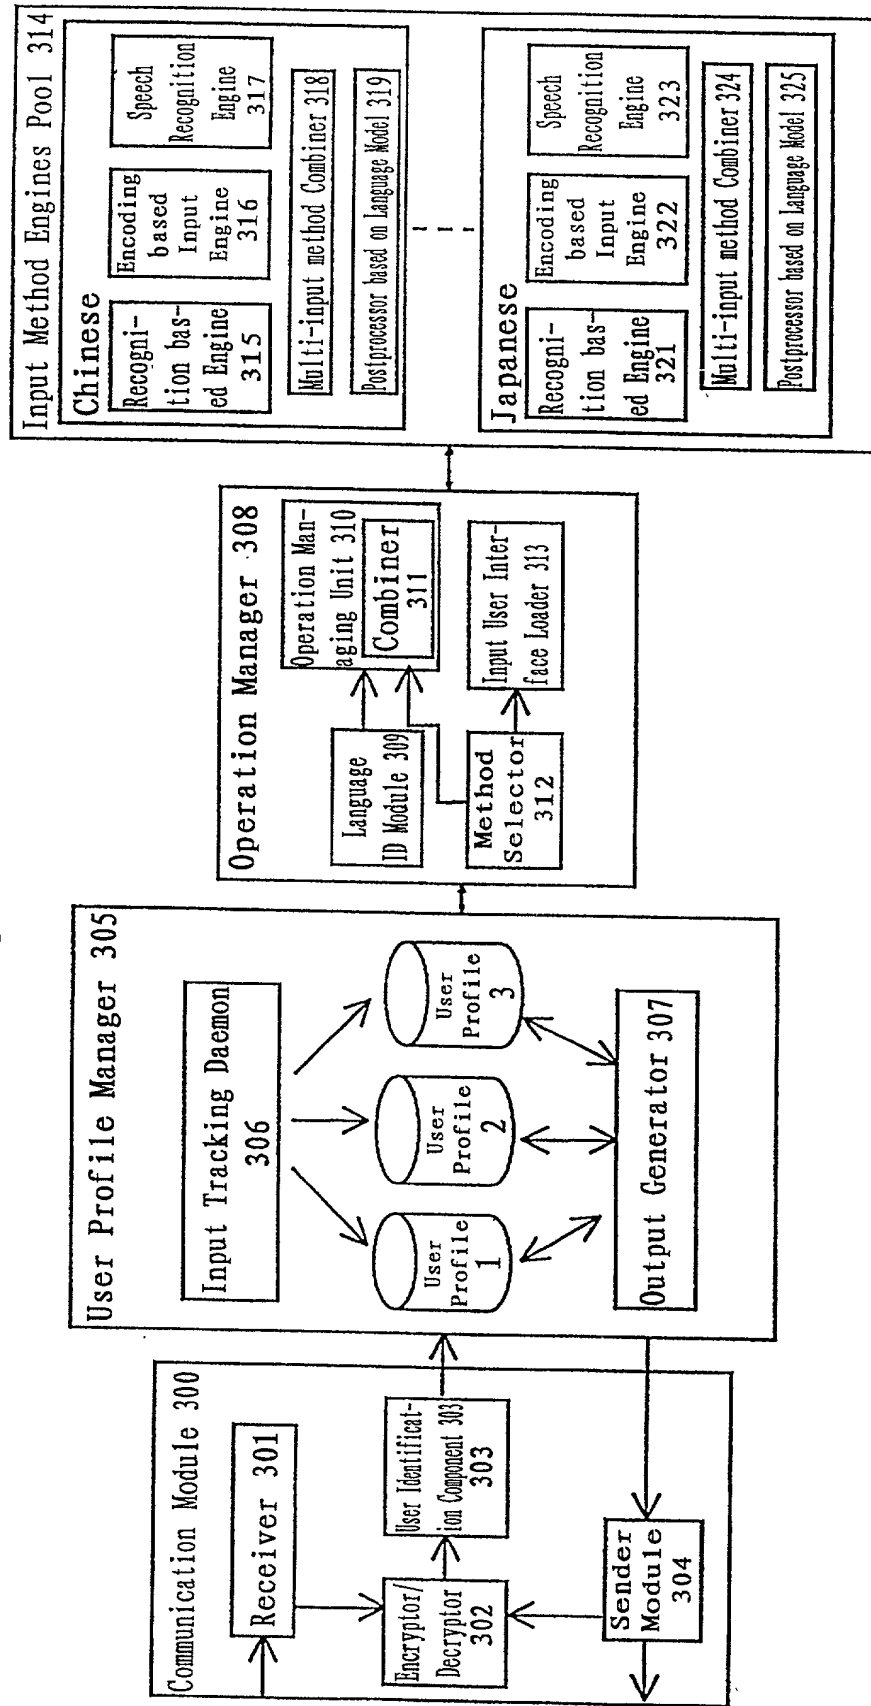 Communication Module 300
Receiver 301
Encryptor/
Decryptor
302
User Identificat-
ion Component 303
303
Sender
Module
304
User Profile Manager 305
Input Tracking Daemon
306
User
Profile
1
User
Profile
2
User
Profile
3
Output Generator 307
Operation Manager 308
Language
ID Module 309
Operation Man-
aging Unit 310
Combiner
311
Method
Selector
312
Input User Inter-
face Loader 313
Input Method Engines Pool 314
Chinese
Recogni-
tion bas-
ed Engine
315
Encoding
based
Input
Engine
316
Speech
Recognition
Engine
317
Multi-input method Combiner 318
Postprocessor based on Language Model 319
Japanese
Recogni-
tion bas-
ed Engine
321
Encoding
based
Input
Engine
322
Speech
Recognition
Engine
323
Multi-input method Combiner 324
Postprocessor based on Language Model 325